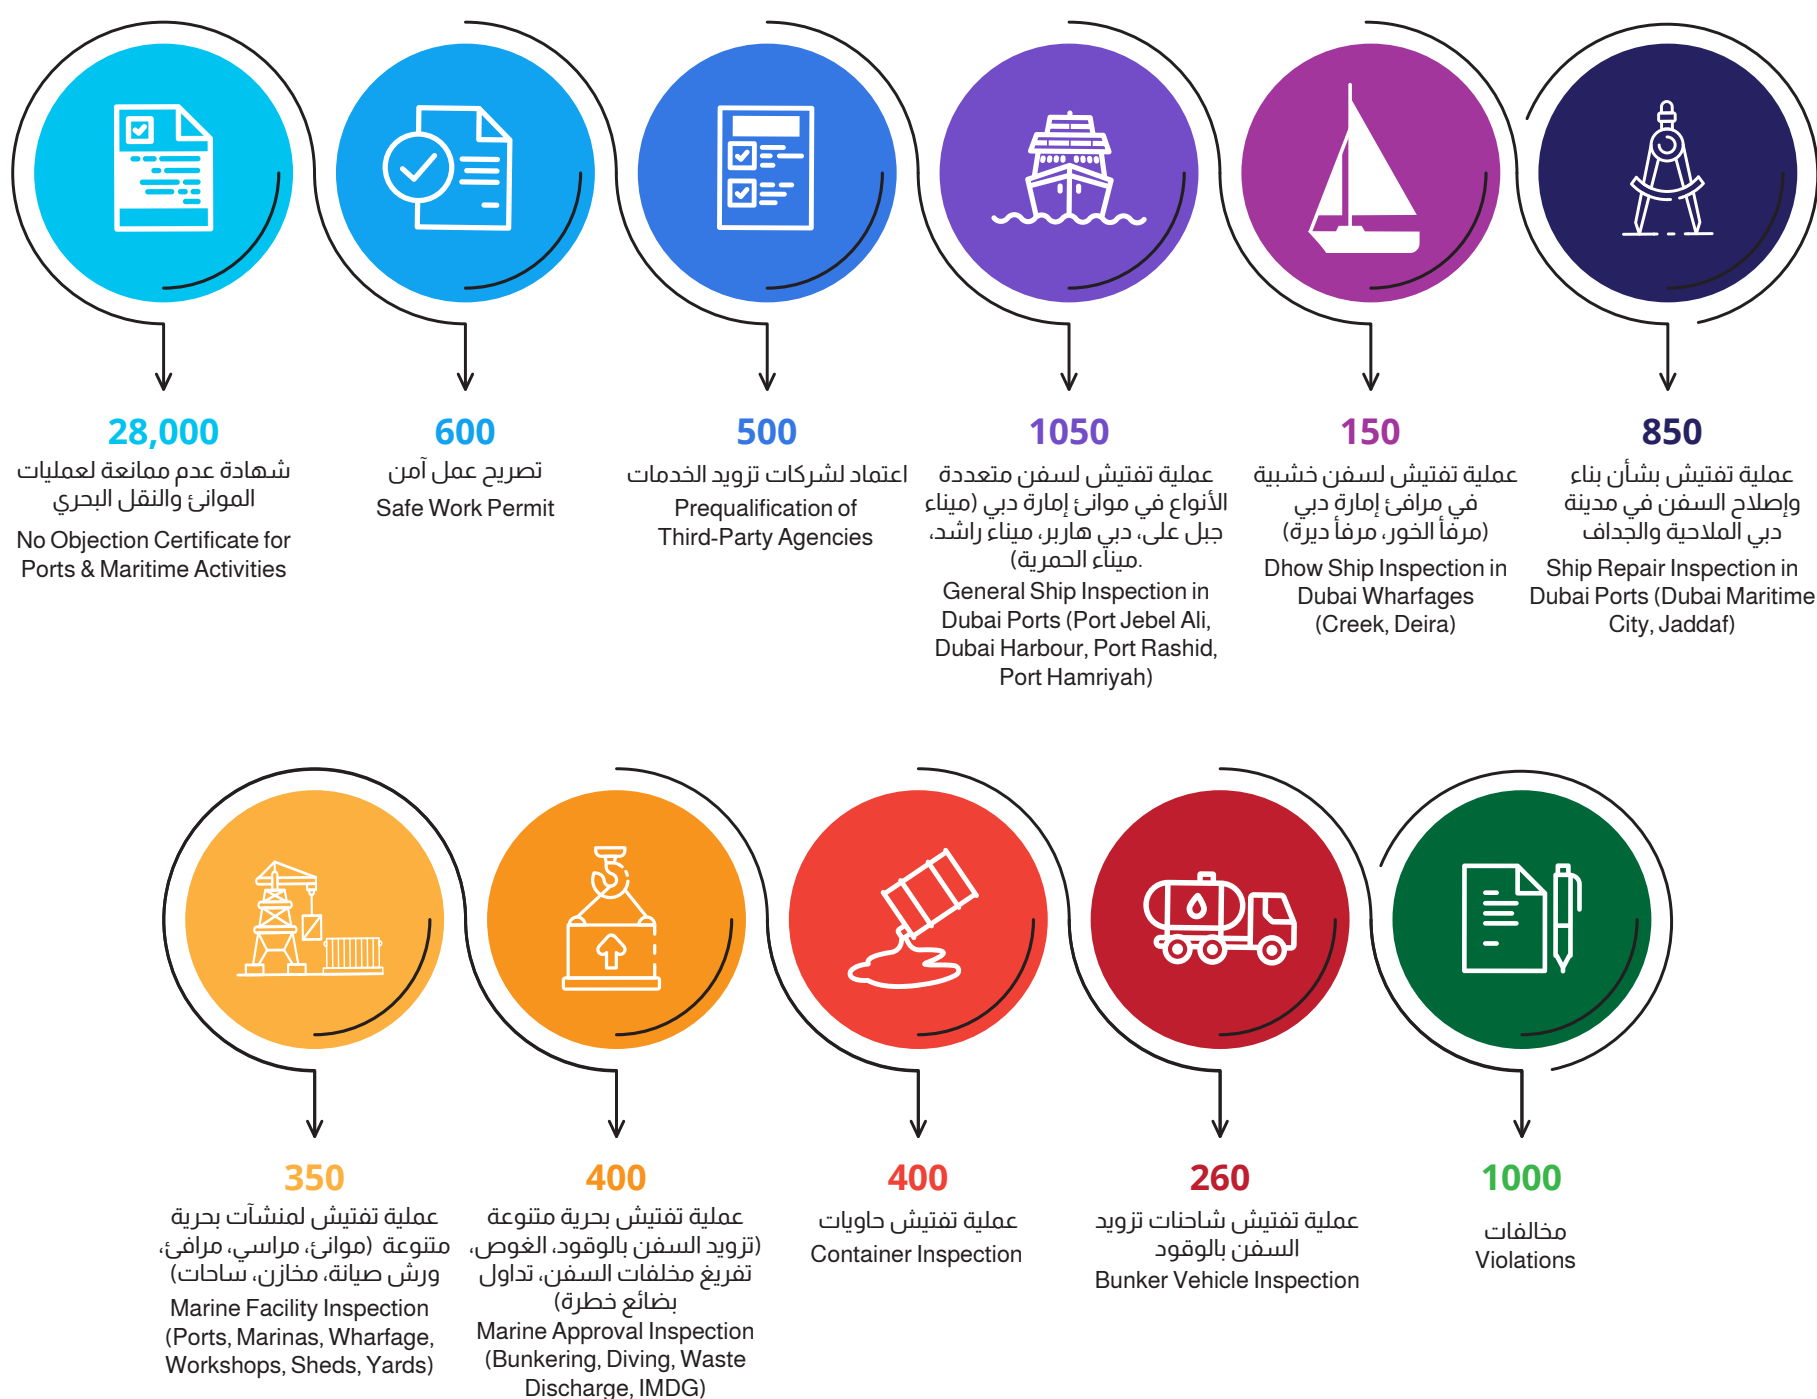 28,000
شهادة عدم ممانعة لعمليات
الموانئ والنقل البحري
No Objection Certificate for
Ports & Maritime Activities
600
تصريح عمل آمن
Safe Work Permit
500
اعتماد لشركات تزويد الخدمات
Prequalification of
Third-Party Agencies
1050
عملية تفتيش لسفن متعددة
الأنواع في موانئ إمارة دبي (ميناء
جبل على، دبي هاربر، ميناء راشد،
ميناء الحمرية).
General Ship Inspection in
Dubai Ports (Port Jebel Ali,
Dubai Harbour, Port Rashid,
Port Hamriyah)
150
عملية تفتيش لسفن خشبية
في مرافئ إمارة دبي
(مرفأ الخور، مرفأ ديرة)
Dhow Ship Inspection in
Dubai Wharfages
(Creek, Deira)
850
عملية تفتيش بشأن بناء
وإصلاح السفن في مدينة
دبي الملاحية والجداف
Ship Repair Inspection in
Dubai Ports (Dubai Maritime
City, Jaddaf)
350
عملية تفتيش لمنشآت بحرية
متنوعة (موانئ، مراسي، مرافئ،
ورش صيانة، مخازن، ساحات)
Marine Facility Inspection
(Ports, Marinas, Wharfage,
Workshops, Sheds, Yards)
400
عملية تفتيش بحرية متنوعة
(تزويد السفن بالوقود، الغوص،
تفريغ مخلفات السفن، تداول
بضائع خطرة)
Marine Approval Inspection
(Bunkering, Diving, Waste
Discharge, IMDG)
400
عملية تفتيش حاويات
Container Inspection
260
عملية تفتيش شاحنات تزويد
السفن بالوقود
Bunker Vehicle Inspection
1000
مخالفات
Violations